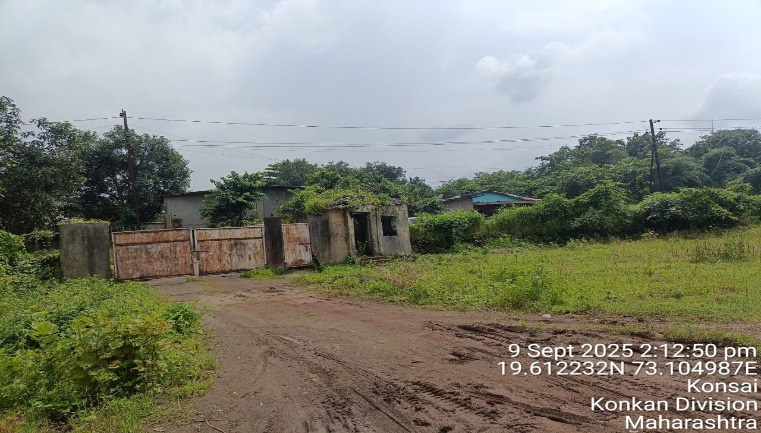 9 Sept 2025 2:12:50 pm
19.612232N 73.104987E
Konsai
Konkan Division
Maharashtra